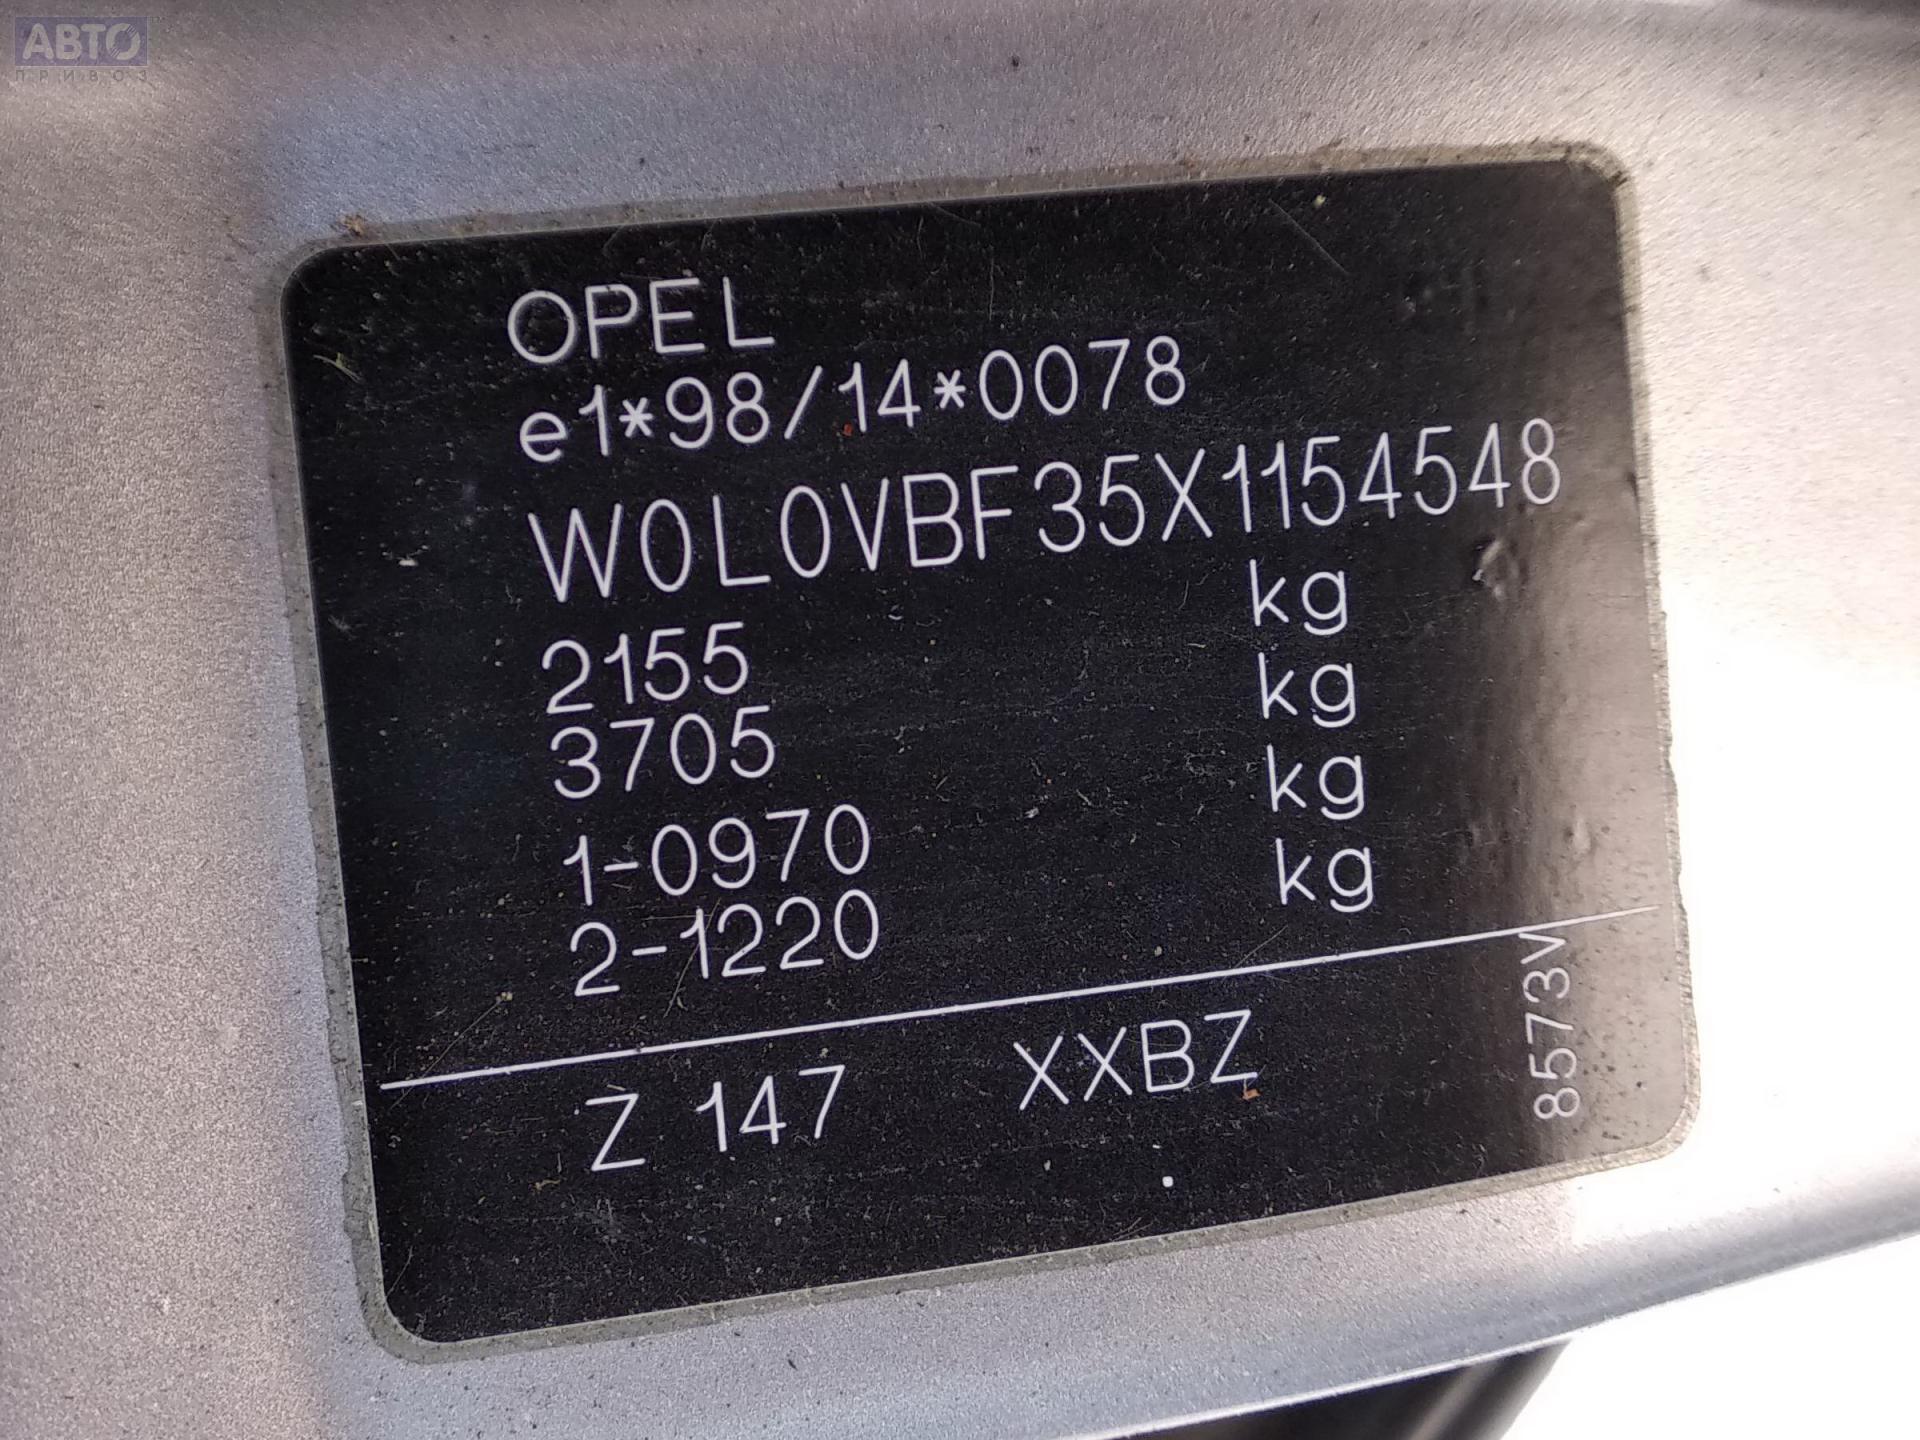 АВТО
ПРИВОЗ
OPEL
e1*98/14*0078
W0L0VBF35X1154548
2155 kg
3705 kg
1-0970 kg
2-1220 kg
Z 147 XXBZ
8573V